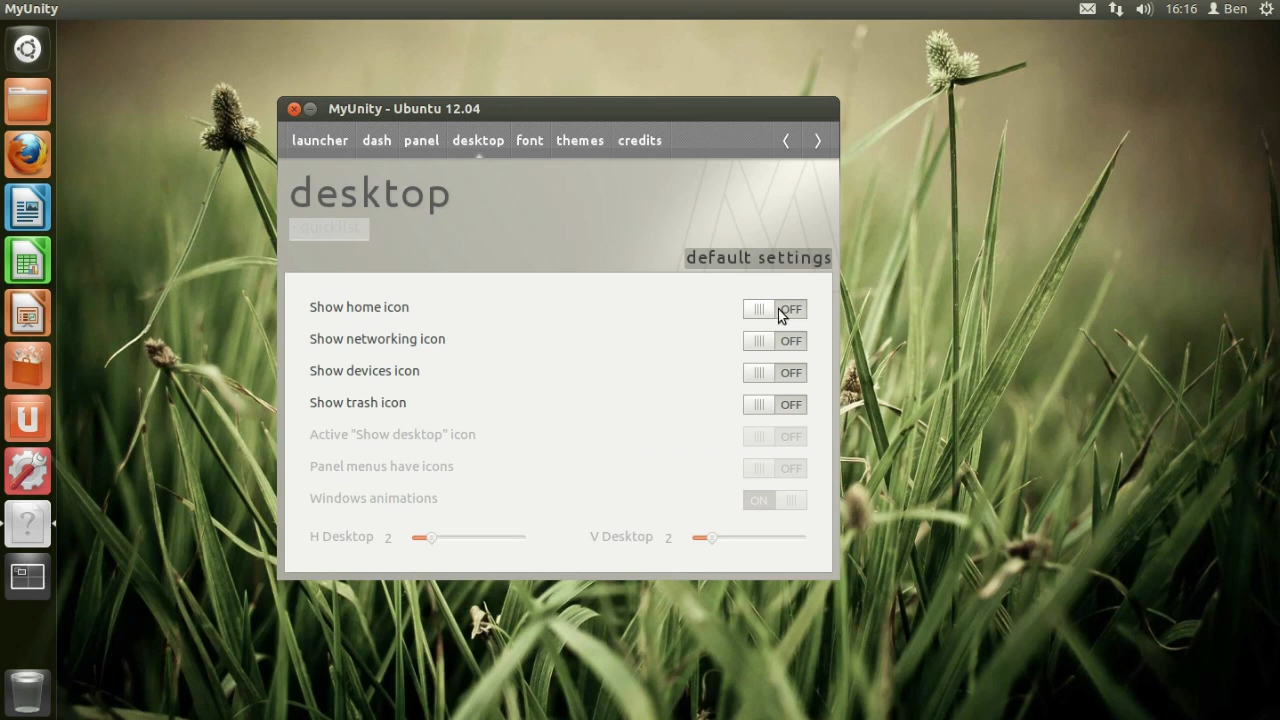 MyUnity
16:16 Ben
MyUnity - Ubuntu 12.04
launcher dash panel desktop font themes credits
desktop
quicklist
default settings
Show home icon OFF
Show networking icon OFF
Show devices icon OFF
Show trash icon OFF
Active "Show desktop" icon OFF
Panel menus have icons OFF
Windows animations ON
H Desktop 2 V Desktop 2